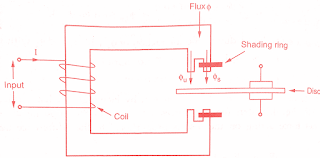 Flux ϕ
I
Shading ring
ϕu
ϕs
Input
Disc
Coil